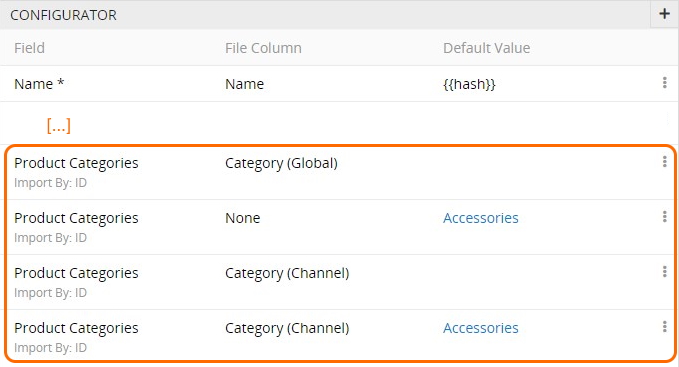 CONFIGURATOR +
Field File Column Default Value
Name * Name {{hash}}
[...]
Product Categories Category (Global)
Import By: ID
Product Categories None Accessories
Import By: ID
Product Categories Category (Channel)
Import By: ID
Product Categories Category (Channel) Accessories
Import By: ID